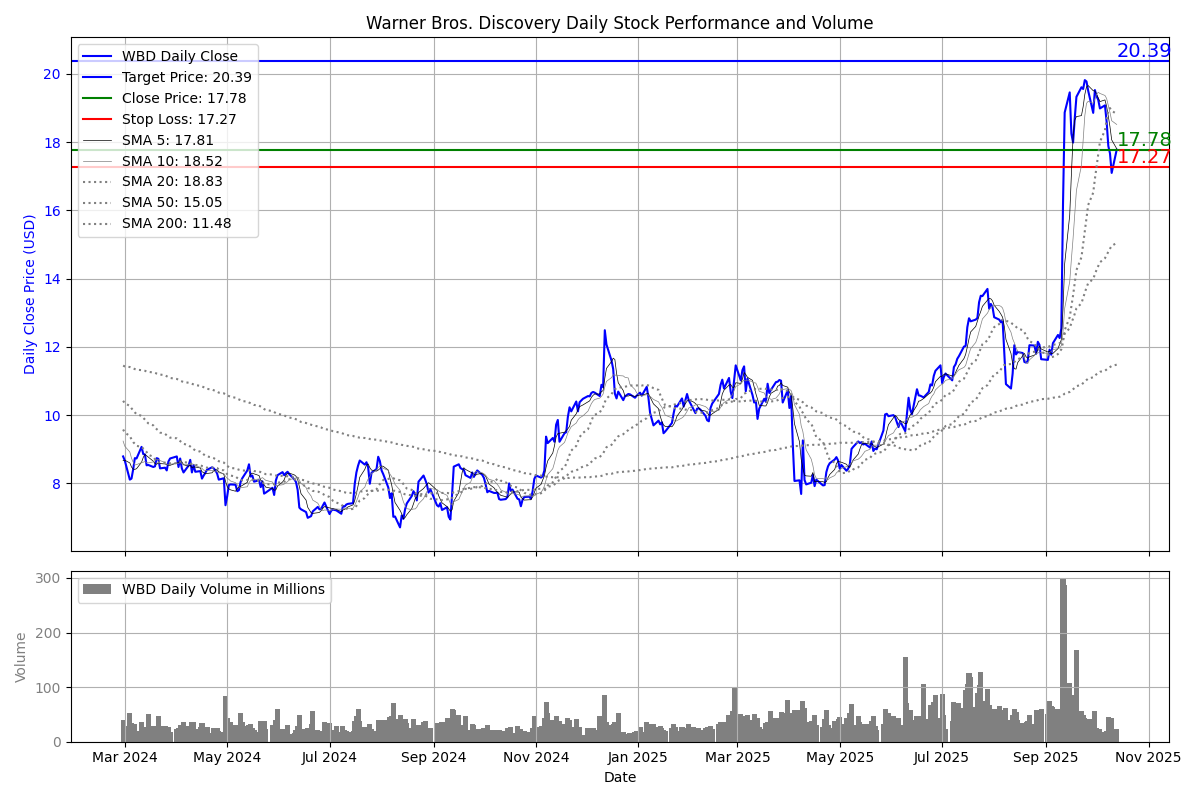 Warner Bros. Discovery Daily Stock Performance and Volume
WBD Daily Close
Target Price: 20.39
Close Price: 17.78
Stop Loss: 17.27
SMA 5: 17.81
SMA 10: 18.52
SMA 20: 18.83
SMA 50: 15.05
SMA 200: 11.48
20.39
17.78
17.27
20
18
16
14
12
10
8
Daily Close Price (USD)
WBD Daily Volume in Millions
300
200
100
0
Volume
Mar 2024 May 2024 Jul 2024 Sep 2024 Nov 2024 Jan 2025 Mar 2025 May 2025 Jul 2025 Sep 2025 Nov 2025
Date